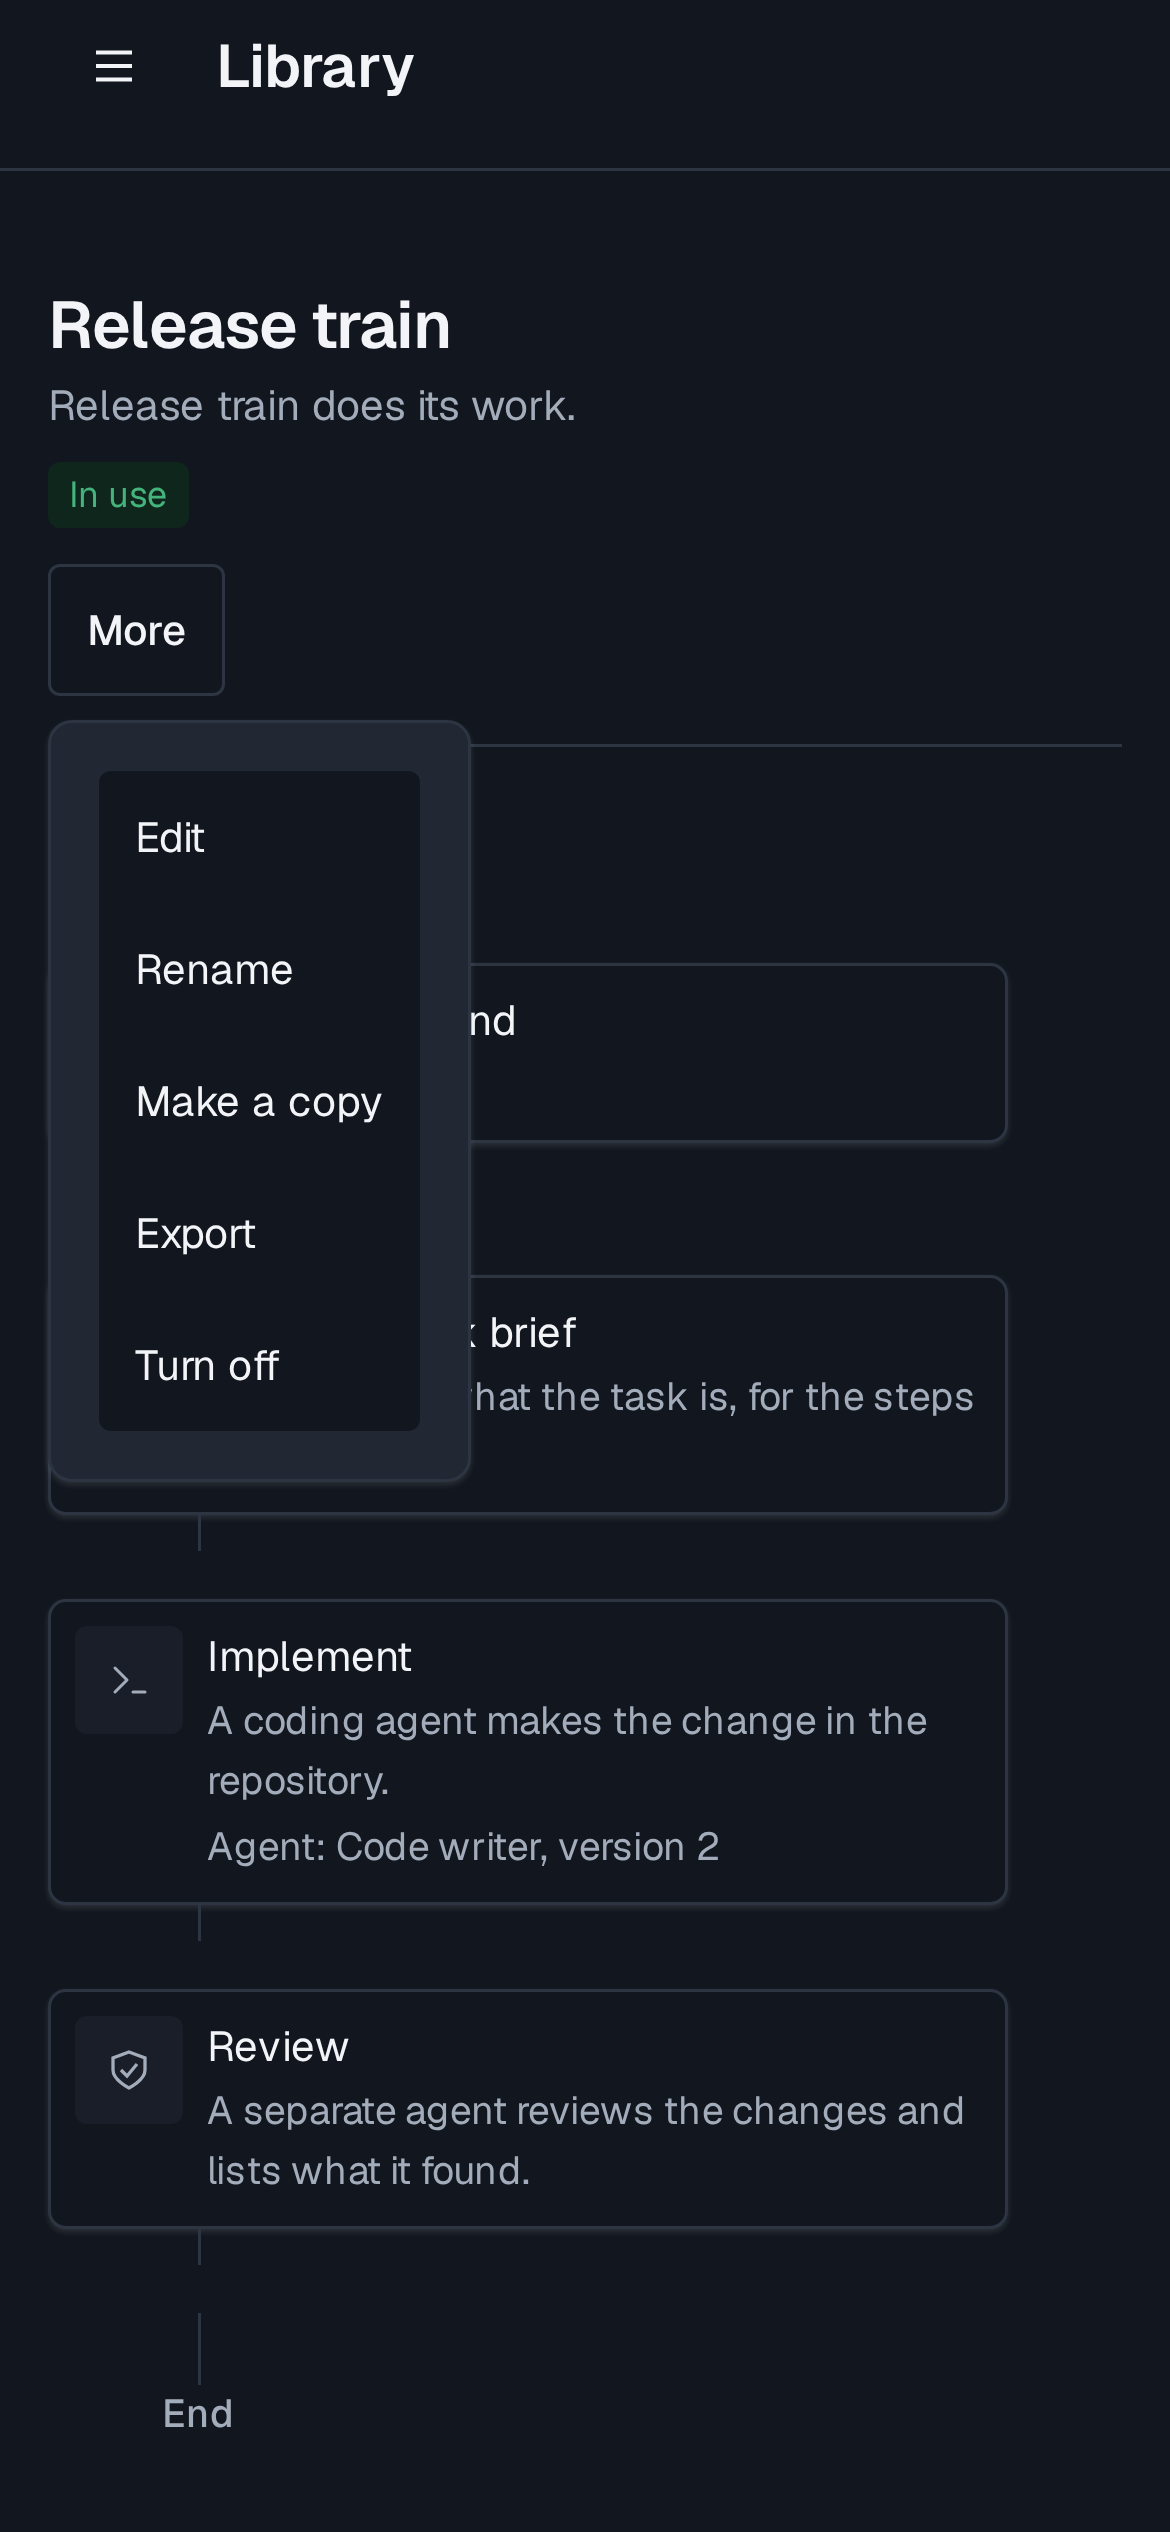 Library
Release train
Release train does its work.
In use
More
Edit
Rename
Make a copy
Export
Turn off
brief
that the task is, for the steps
Implement
A coding agent makes the change in the
repository.
Agent: Code writer, version 2
Review
A separate agent reviews the changes and
lists what it found.
End